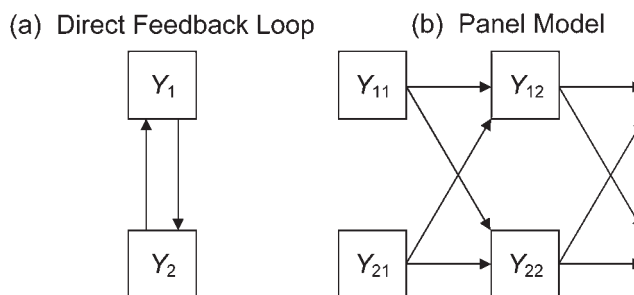 (a) Direct Feedback Loop
Y₁
Y₂
(b) Panel Model
Y₁₁
Y₁₂
Y₂₁
Y₂₂